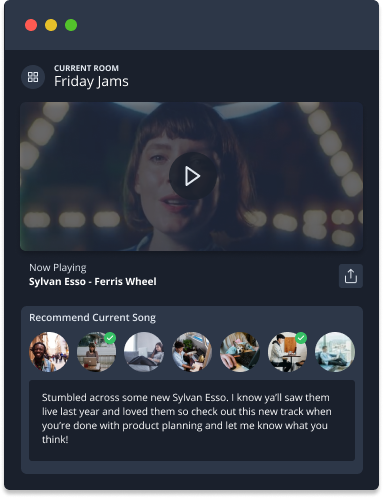 CURRENT ROOM
Friday Jams
Now Playing
Sylvan Esso - Ferris Wheel
Recommend Current Song
Stumbled across some new Sylvan Esso. I know ya’ll saw them
live last year and loved them so check out this new track when
you’re done with product planning and let me know what you
think!